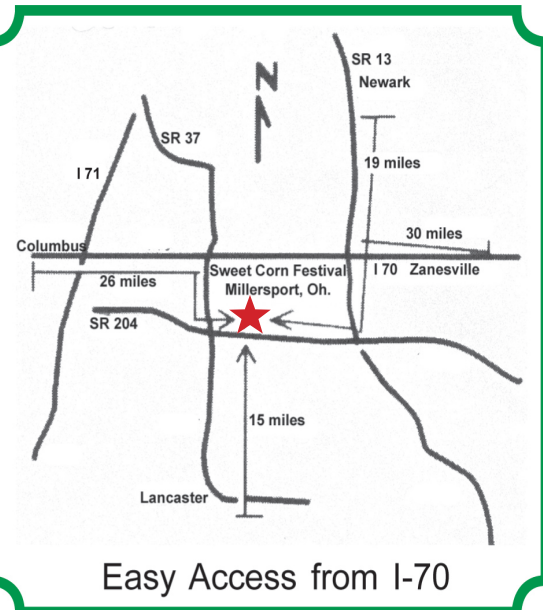 SR 13
Newark
N
SR 37
19 miles
I 71
30 miles
Columbus
Sweet Corn Festival
Millersport, Oh.
I 70 Zanesville
26 miles
SR 204
15 miles
Lancaster
Easy Access from I-70